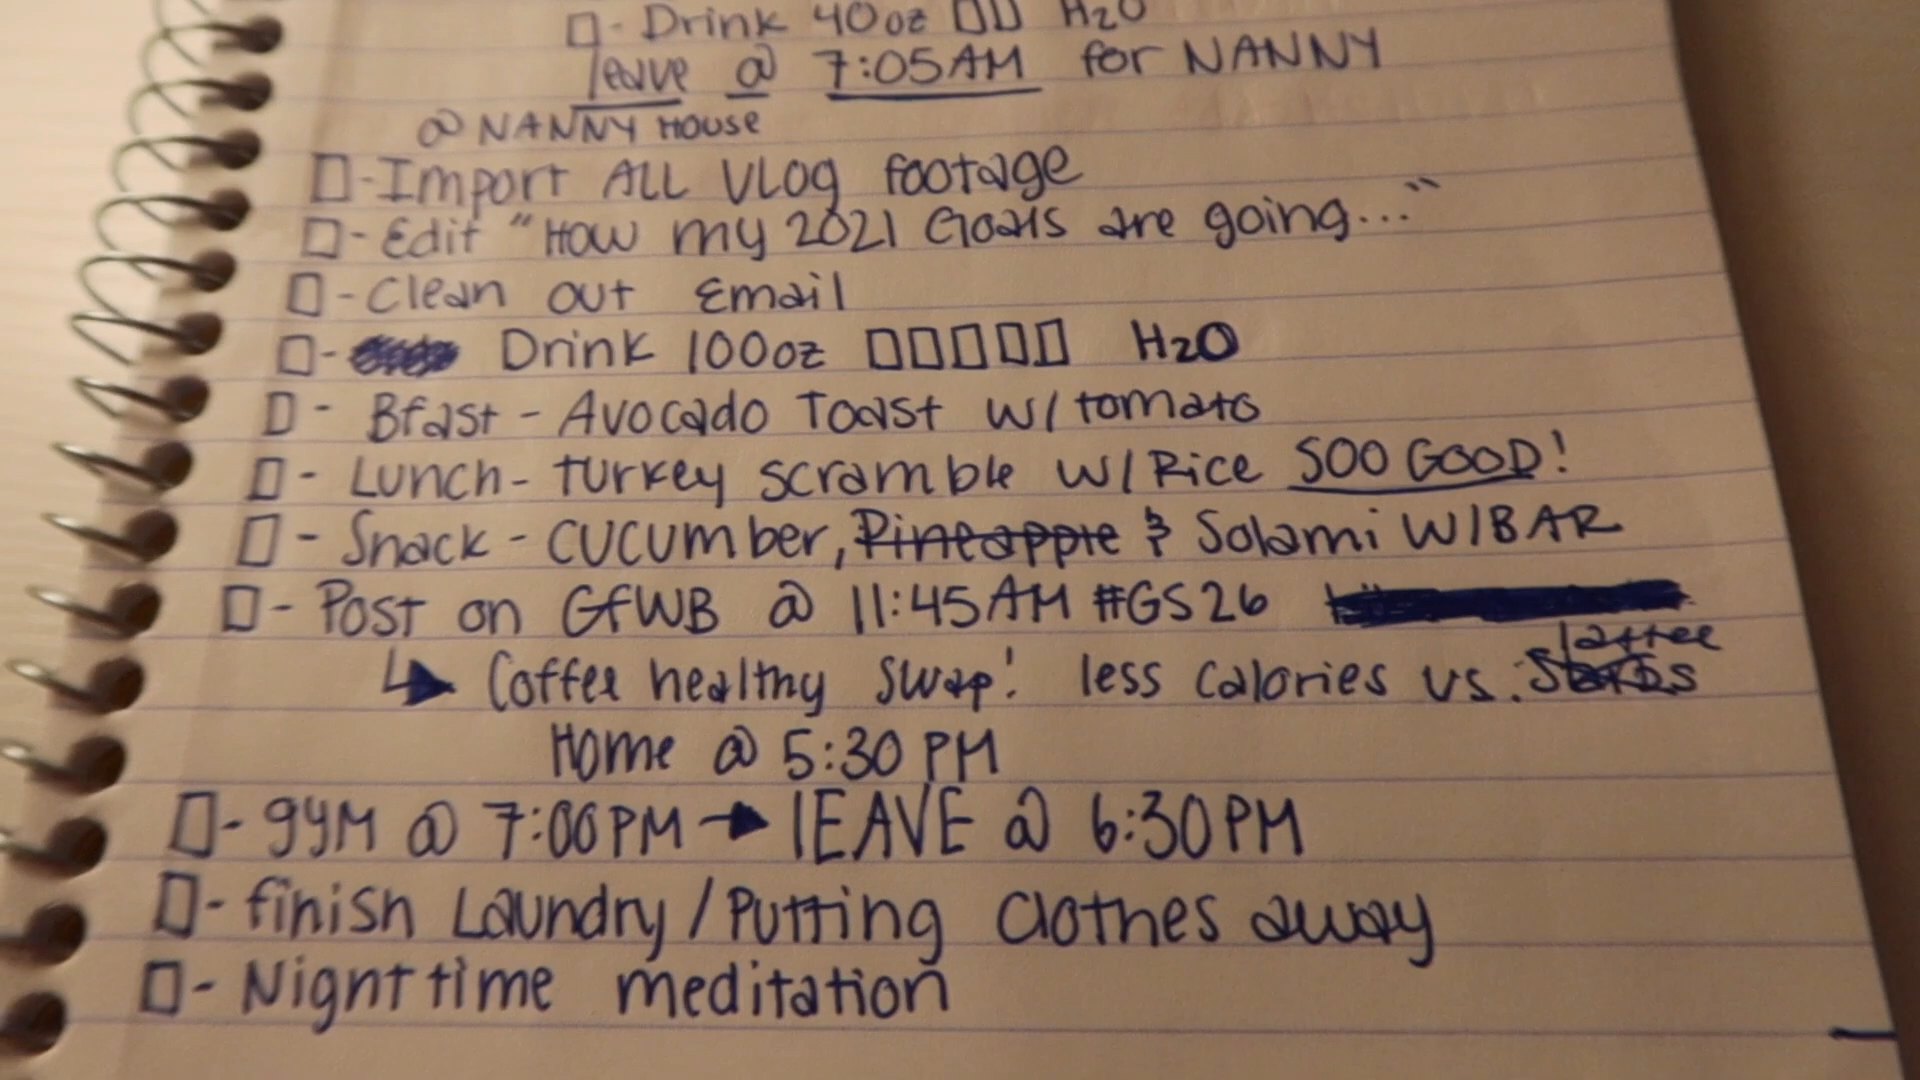 ☐ - Drink 40oz ☐☐ H2O
leave @ 7:05AM for NANNY
@ NANNY HOUSE
☐ - Import ALL VLOG footage
☐ - Edit "How my 2021 Goals are going..."
☐ - Clean out Email
☐ - Drink 100oz ☐☐☐☐☐ H2O
☐ - Bfast - Avocado Toast w/ tomato
☐ - Lunch - turkey scramble w/ Rice SOO GOOD!
☐ - Snack - CUCUMber, Pineapple & Salami W/BAR
☐ - Post on GFWB @ 11:45AM #GS26
↳ Coffee healthy swap! less calories vs. lattee
Home @ 5:30 PM
☐ - gyM @ 7:00PM → lEAVE @ 6:30PM
☐ - finish Laundry / Putting Clothes away
☐ - Night time meditation